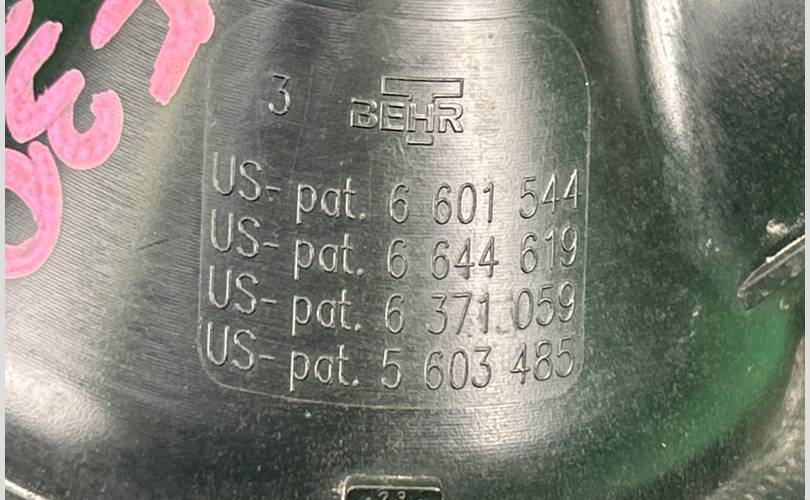 3 BEHR
US- pat. 6 601 544
US- pat. 6 644 619
US- pat. 6 371 059
US- pat. 5 603 485